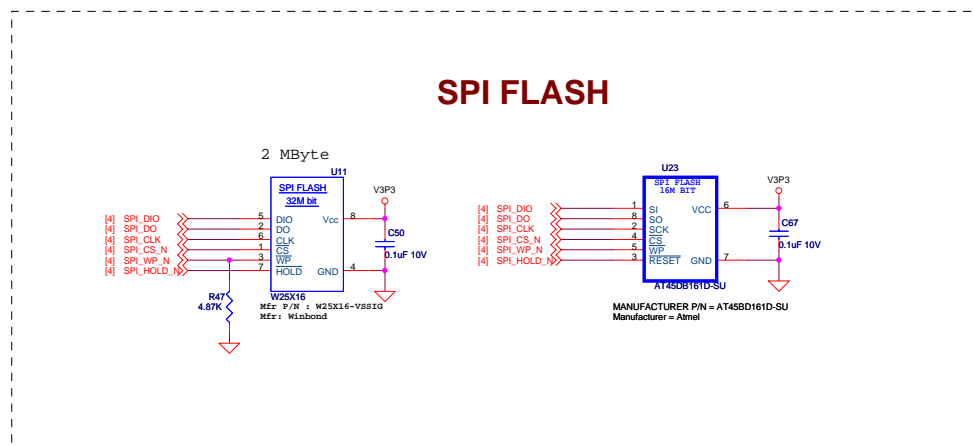 SPI FLASH
2 MByte
U11
SPI FLASH
32M bit
V3P3
[4] SPI_DIO 5 DIO Vcc 8
[4] SPI_DO 2 DO
[4] SPI_CLK 6 CLK
[4] SPI_CS_N 1 CS
[4] SPI_WP_N 3 WP
[4] SPI_HOLD_N 7 HOLD GND 4
C50
0.1uF 10V
R47
4.87K
W25X16
Mfr P/N : W25X16-VSSIG
Mfr: Winbond
U23
SPI FLASH
16M BIT
V3P3
[4] SPI_DIO 1 SI VCC 6
[4] SPI_DO 8 SO
[4] SPI_CLK 2 SCK
[4] SPI_CS_N 4 CS
[4] SPI_WP_N 5 WP
[4] SPI_HOLD_N 3 RESET GND 7
C67
0.1uF 10V
AT45DB161D-SU
MANUFACTURER P/N = AT45BD161D-SU
Manufacturer = Atmel